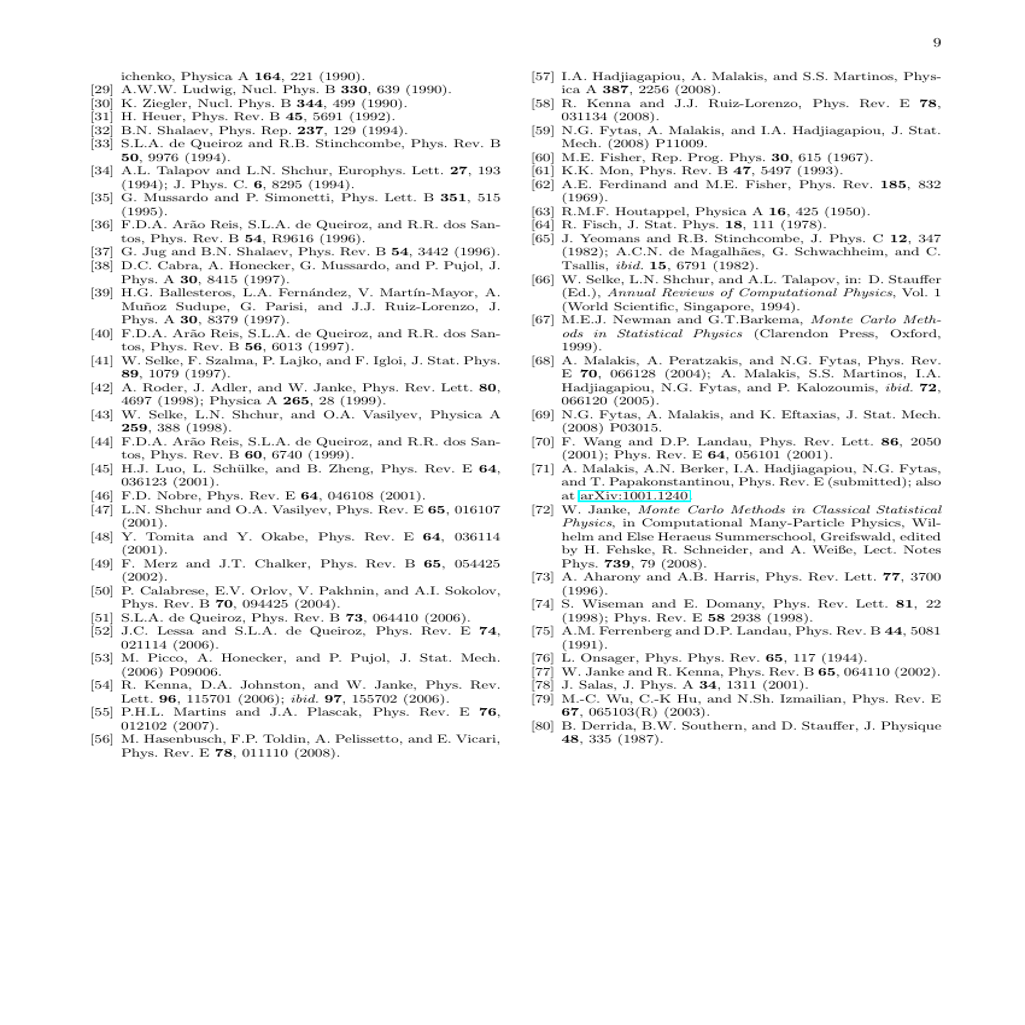 9
ichenko, Physica A 164, 221 (1990).
[29] A.W.W. Ludwig, Nucl. Phys. B 330, 639 (1990).
[30] K. Ziegler, Nucl. Phys. B 344, 499 (1990).
[31] H. Heuer, Phys. Rev. B 45, 5691 (1992).
[32] B.N. Shalaev, Phys. Rep. 237, 129 (1994).
[33] S.L.A. de Queiroz and R.B. Stinchcombe, Phys. Rev. B
50, 9976 (1994).
[34] A.L. Talapov and L.N. Shchur, Europhys. Lett. 27, 193
(1994); J. Phys. C. 6, 8295 (1994).
[35] G. Mussardo and P. Simonetti, Phys. Lett. B 351, 515
(1995).
[36] F.D.A. Arão Reis, S.L.A. de Queiroz, and R.R. dos San-
tos, Phys. Rev. B 54, R9616 (1996).
[37] G. Jug and B.N. Shalaev, Phys. Rev. B 54, 3442 (1996).
[38] D.C. Cabra, A. Honecker, G. Mussardo, and P. Pujol, J.
Phys. A 30, 8415 (1997).
[39] H.G. Ballesteros, L.A. Fernández, V. Martín-Mayor, A.
Muñoz Sudupe, G. Parisi, and J.J. Ruiz-Lorenzo, J.
Phys. A 30, 8379 (1997).
[40] F.D.A. Arão Reis, S.L.A. de Queiroz, and R.R. dos San-
tos, Phys. Rev. B 56, 6013 (1997).
[41] W. Selke, F. Szalma, P. Lajko, and F. Igloi, J. Stat. Phys.
89, 1079 (1997).
[42] A. Roder, J. Adler, and W. Janke, Phys. Rev. Lett. 80,
4697 (1998); Physica A 265, 28 (1999).
[43] W. Selke, L.N. Shchur, and O.A. Vasilyev, Physica A
259, 388 (1998).
[44] F.D.A. Arão Reis, S.L.A. de Queiroz, and R.R. dos San-
tos, Phys. Rev. B 60, 6740 (1999).
[45] H.J. Luo, L. Schülke, and B. Zheng, Phys. Rev. E 64,
036123 (2001).
[46] F.D. Nobre, Phys. Rev. E 64, 046108 (2001).
[47] L.N. Shchur and O.A. Vasilyev, Phys. Rev. E 65, 016107
(2001).
[48] Y. Tomita and Y. Okabe, Phys. Rev. E 64, 036114
(2001).
[49] F. Merz and J.T. Chalker, Phys. Rev. B 65, 054425
(2002).
[50] P. Calabrese, E.V. Orlov, V. Pakhnin, and A.I. Sokolov,
Phys. Rev. B 70, 094425 (2004).
[51] S.L.A. de Queiroz, Phys. Rev. B 73, 064410 (2006).
[52] J.C. Lessa and S.L.A. de Queiroz, Phys. Rev. E 74,
021114 (2006).
[53] M. Picco, A. Honecker, and P. Pujol, J. Stat. Mech.
(2006) P09006.
[54] R. Kenna, D.A. Johnston, and W. Janke, Phys. Rev.
Lett. 96, 115701 (2006); ibid. 97, 155702 (2006).
[55] P.H.L. Martins and J.A. Plascak, Phys. Rev. E 76,
012102 (2007).
[56] M. Hasenbusch, F.P. Toldin, A. Pelissetto, and E. Vicari,
Phys. Rev. E 78, 011110 (2008).
[57] I.A. Hadjiagapiou, A. Malakis, and S.S. Martinos, Phys-
ica A 387, 2256 (2008).
[58] R. Kenna and J.J. Ruiz-Lorenzo, Phys. Rev. E 78,
031134 (2008).
[59] N.G. Fytas, A. Malakis, and I.A. Hadjiagapiou, J. Stat.
Mech. (2008) P11009.
[60] M.E. Fisher, Rep. Prog. Phys. 30, 615 (1967).
[61] K.K. Mon, Phys. Rev. B 47, 5497 (1993).
[62] A.E. Ferdinand and M.E. Fisher, Phys. Rev. 185, 832
(1969).
[63] R.M.F. Houtappel, Physica A 16, 425 (1950).
[64] R. Fisch, J. Stat. Phys. 18, 111 (1978).
[65] J. Yeomans and R.B. Stinchcombe, J. Phys. C 12, 347
(1982); A.C.N. de Magalhães, G. Schwachheim, and C.
Tsallis, ibid. 15, 6791 (1982).
[66] W. Selke, L.N. Shchur, and A.L. Talapov, in: D. Stauffer
(Ed.), Annual Reviews of Computational Physics, Vol. 1
(World Scientific, Singapore, 1994).
[67] M.E.J. Newman and G.T.Barkema, Monte Carlo Meth-
ods in Statistical Physics (Clarendon Press, Oxford,
1999).
[68] A. Malakis, A. Peratzakis, and N.G. Fytas, Phys. Rev.
E 70, 066128 (2004); A. Malakis, S.S. Martinos, I.A.
Hadjiagapiou, N.G. Fytas, and P. Kalozoumis, ibid. 72,
066120 (2005).
[69] N.G. Fytas, A. Malakis, and K. Eftaxias, J. Stat. Mech.
(2008) P03015.
[70] F. Wang and D.P. Landau, Phys. Rev. Lett. 86, 2050
(2001); Phys. Rev. E 64, 056101 (2001).
[71] A. Malakis, A.N. Berker, I.A. Hadjiagapiou, N.G. Fytas,
and T. Papakonstantinou, Phys. Rev. E (submitted); also
at arXiv:1001.1240
[72] W. Janke, Monte Carlo Methods in Classical Statistical
Physics, in Computational Many-Particle Physics, Wil-
helm and Else Heraeus Summerschool, Greifswald, edited
by H. Fehske, R. Schneider, and A. Weiße, Lect. Notes
Phys. 739, 79 (2008).
[73] A. Aharony and A.B. Harris, Phys. Rev. Lett. 77, 3700
(1996).
[74] S. Wiseman and E. Domany, Phys. Rev. Lett. 81, 22
(1998); Phys. Rev. E 58 2938 (1998).
[75] A.M. Ferrenberg and D.P. Landau, Phys. Rev. B 44, 5081
(1991).
[76] L. Onsager, Phys. Phys. Rev. 65, 117 (1944).
[77] W. Janke and R. Kenna, Phys. Rev. B 65, 064110 (2002).
[78] J. Salas, J. Phys. A 34, 1311 (2001).
[79] M.-C. Wu, C.-K Hu, and N.Sh. Izmailian, Phys. Rev. E
67, 065103(R) (2003).
[80] B. Derrida, B.W. Southern, and D. Stauffer, J. Physique
48, 335 (1987).